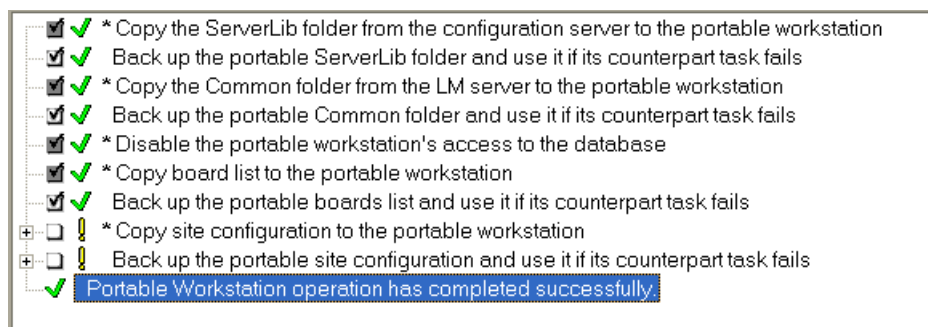 * Copy the ServerLib folder from the configuration server to the portable workstation
Back up the portable ServerLib folder and use it if its counterpart task fails
* Copy the Common folder from the LM server to the portable workstation
Back up the portable Common folder and use it if its counterpart task fails
* Disable the portable workstation's access to the database
* Copy board list to the portable workstation
Back up the portable boards list and use it if its counterpart task fails
* Copy site configuration to the portable workstation
Back up the portable site configuration and use it if its counterpart task fails
Portable Workstation operation has completed successfully.